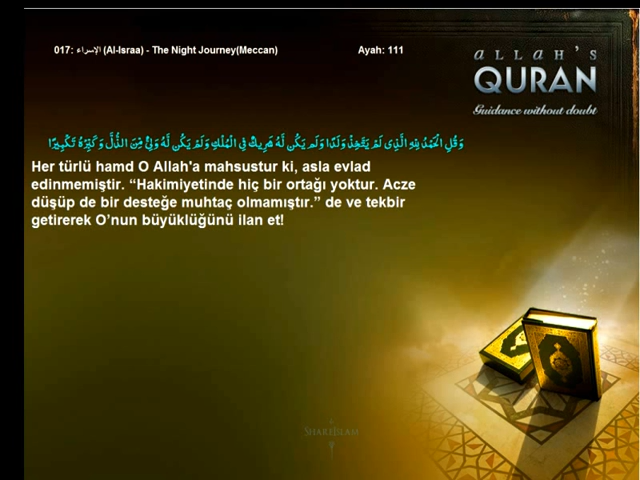 017: الإسراء (Al-Israa) - The Night Journey(Meccan) Ayah: 111
ALLAH'S
QURAN
Guidance without doubt
وَقُلِ الْحَمْدُ لِلَّهِ الَّذِى لَمْ يَتَّخِذْ وَلَدًا وَلَم يَكُن لَّهُ شَرِيكٌ فِى الْمُلْكِ وَلَمْ يَكُن لَّهُ وَلِىٌّ مِّنَ الذُّلَّ وَكَبِّرْهُ تَكْبِيرًا
Her türlü hamd O Allah'a mahsustur ki, asla evlad
edinmemiştir. “Hakimiyetinde hiç bir ortağı yoktur. Acze
düşüp de bir desteğe muhtaç olmamıştır.” de ve tekbir
getirerek O’nun büyüklüğünü ilan et!
SHAREISLAM